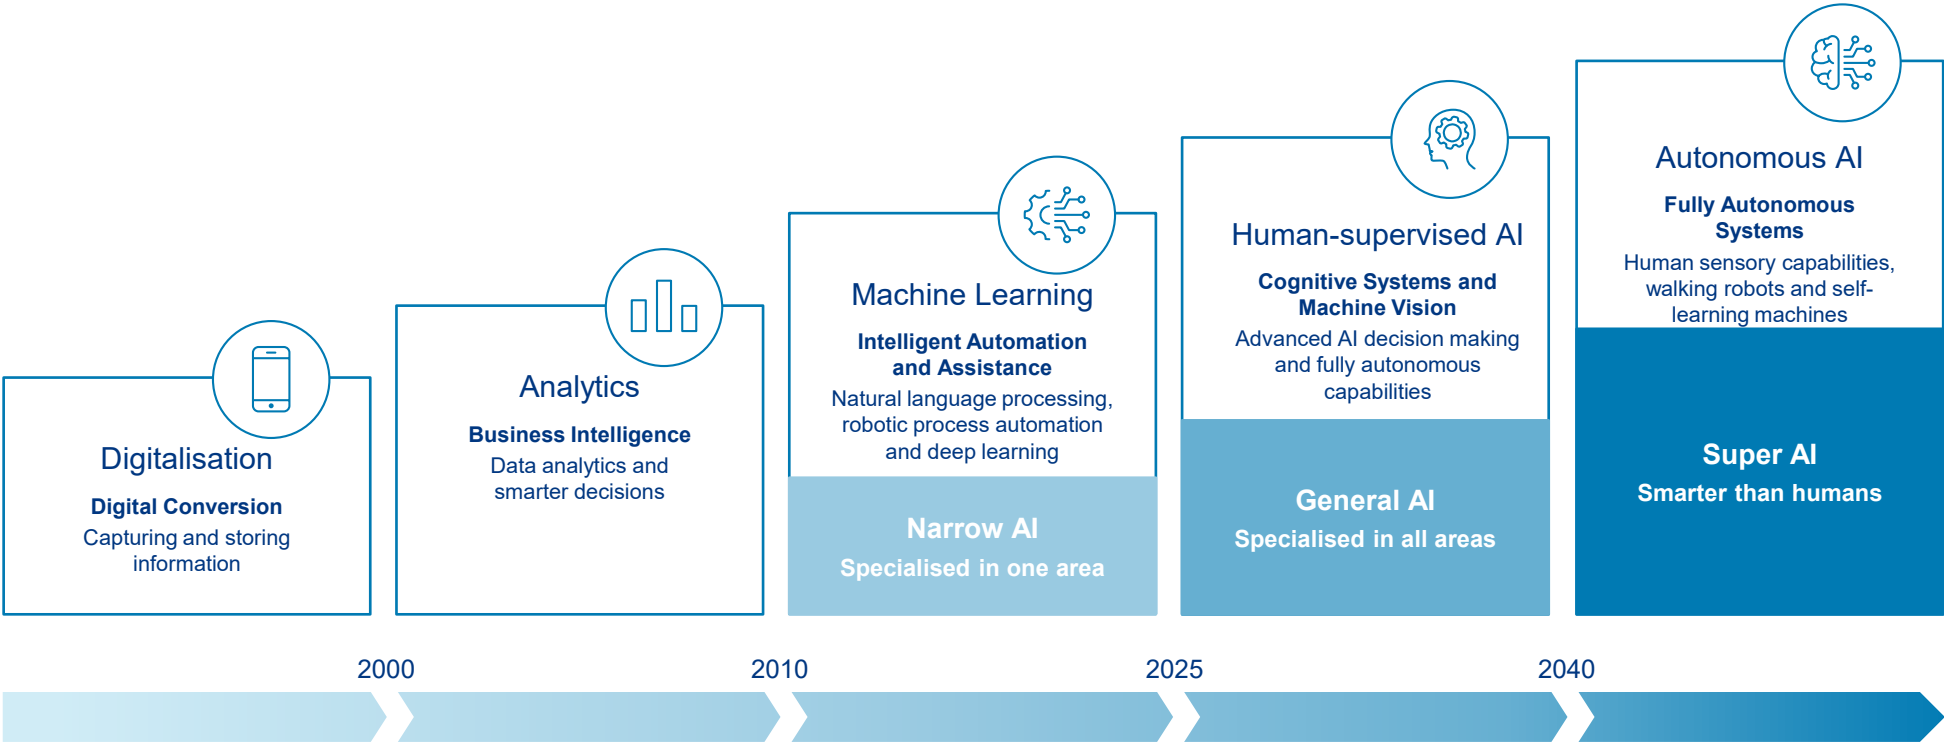 Digitalisation
Digital Conversion
Capturing and storing
information
Analytics
Business Intelligence
Data analytics and
smarter decisions
Machine Learning
Intelligent Automation
and Assistance
Natural language processing,
robotic process automation
and deep learning
Narrow AI
Specialised in one area
Human-supervised AI
Cognitive Systems and
Machine Vision
Advanced AI decision making
and fully autonomous
capabilities
General AI
Specialised in all areas
Autonomous AI
Fully Autonomous
Systems
Human sensory capabilities,
walking robots and self-
learning machines
Super AI
Smarter than humans
2000
2010
2025
2040